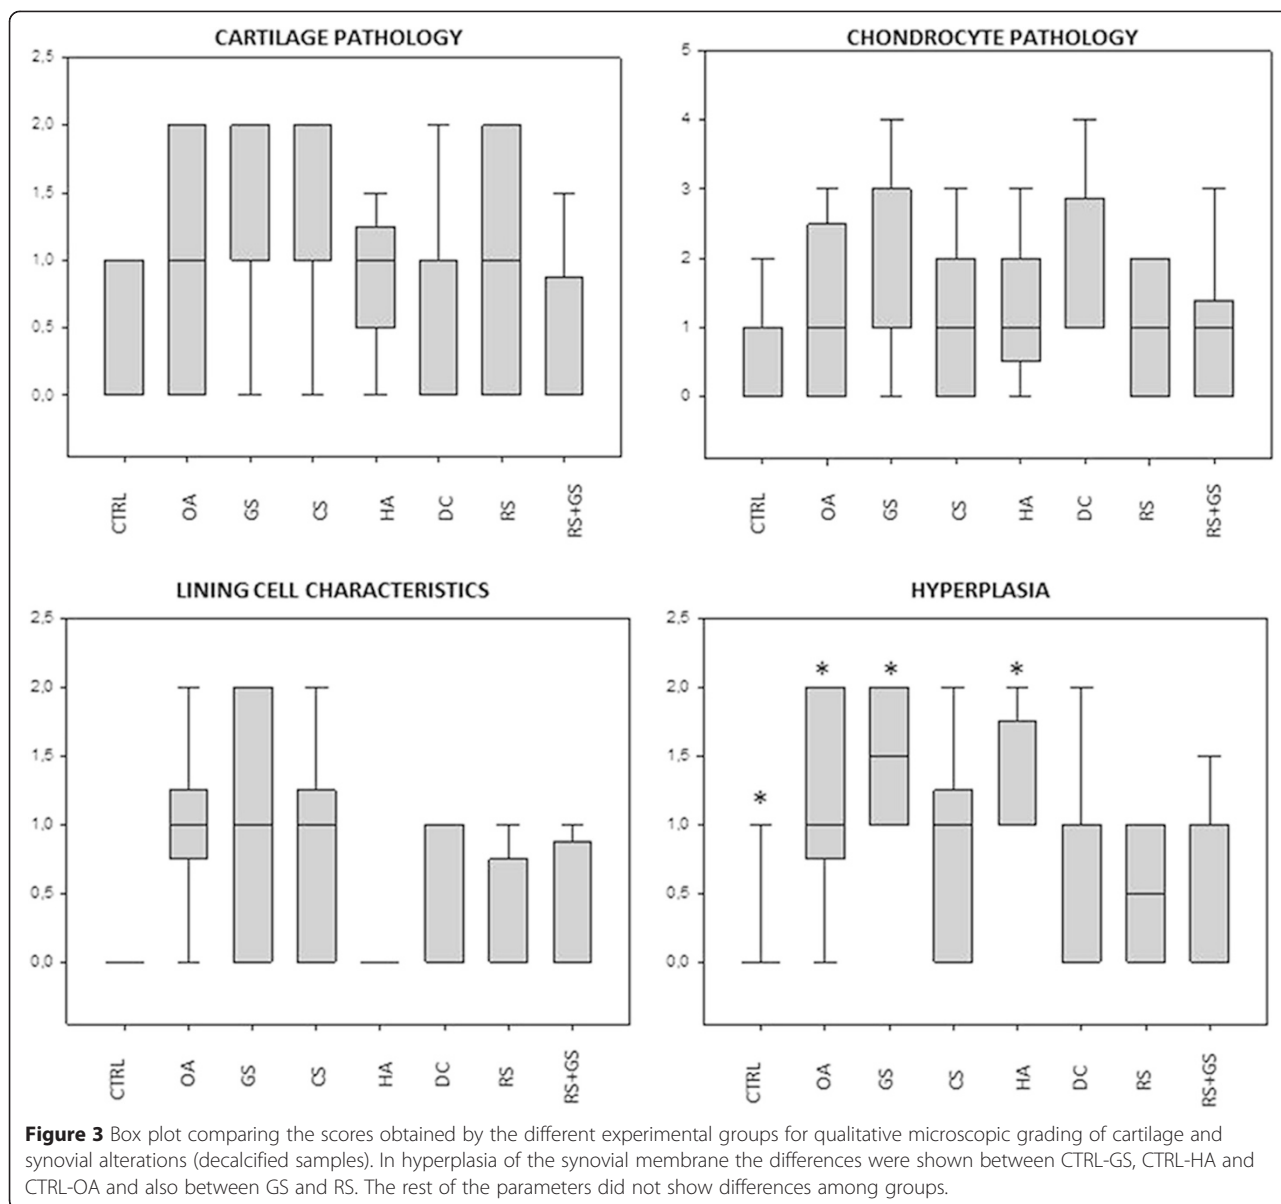 CARTILAGE PATHOLOGY
2,5
2,0
1,5
1,0
0,5
0,0
CTRL
OA
GS
CS
HA
DC
RS
RS+GS
CHONDROCYTE PATHOLOGY
5
4
3
2
1
0
CTRL
OA
GS
CS
HA
DC
RS
RS+GS
LINING CELL CHARACTERISTICS
2,5
2,0
1,5
1,0
0,5
0,0
CTRL
OA
GS
CS
HA
DC
RS
RS+GS
HYPERPLASIA
2,5
2,0
1,5
1,0
0,5
0,0
* * *
*
CTRL
OA
GS
CS
HA
DC
RS
RS+GS
Figure 3 Box plot comparing the scores obtained by the different experimental groups for qualitative microscopic grading of cartilage and
synovial alterations (decalcified samples). In hyperplasia of the synovial membrane the differences were shown between CTRL-GS, CTRL-HA and
CTRL-OA and also between GS and RS. The rest of the parameters did not show differences among groups.